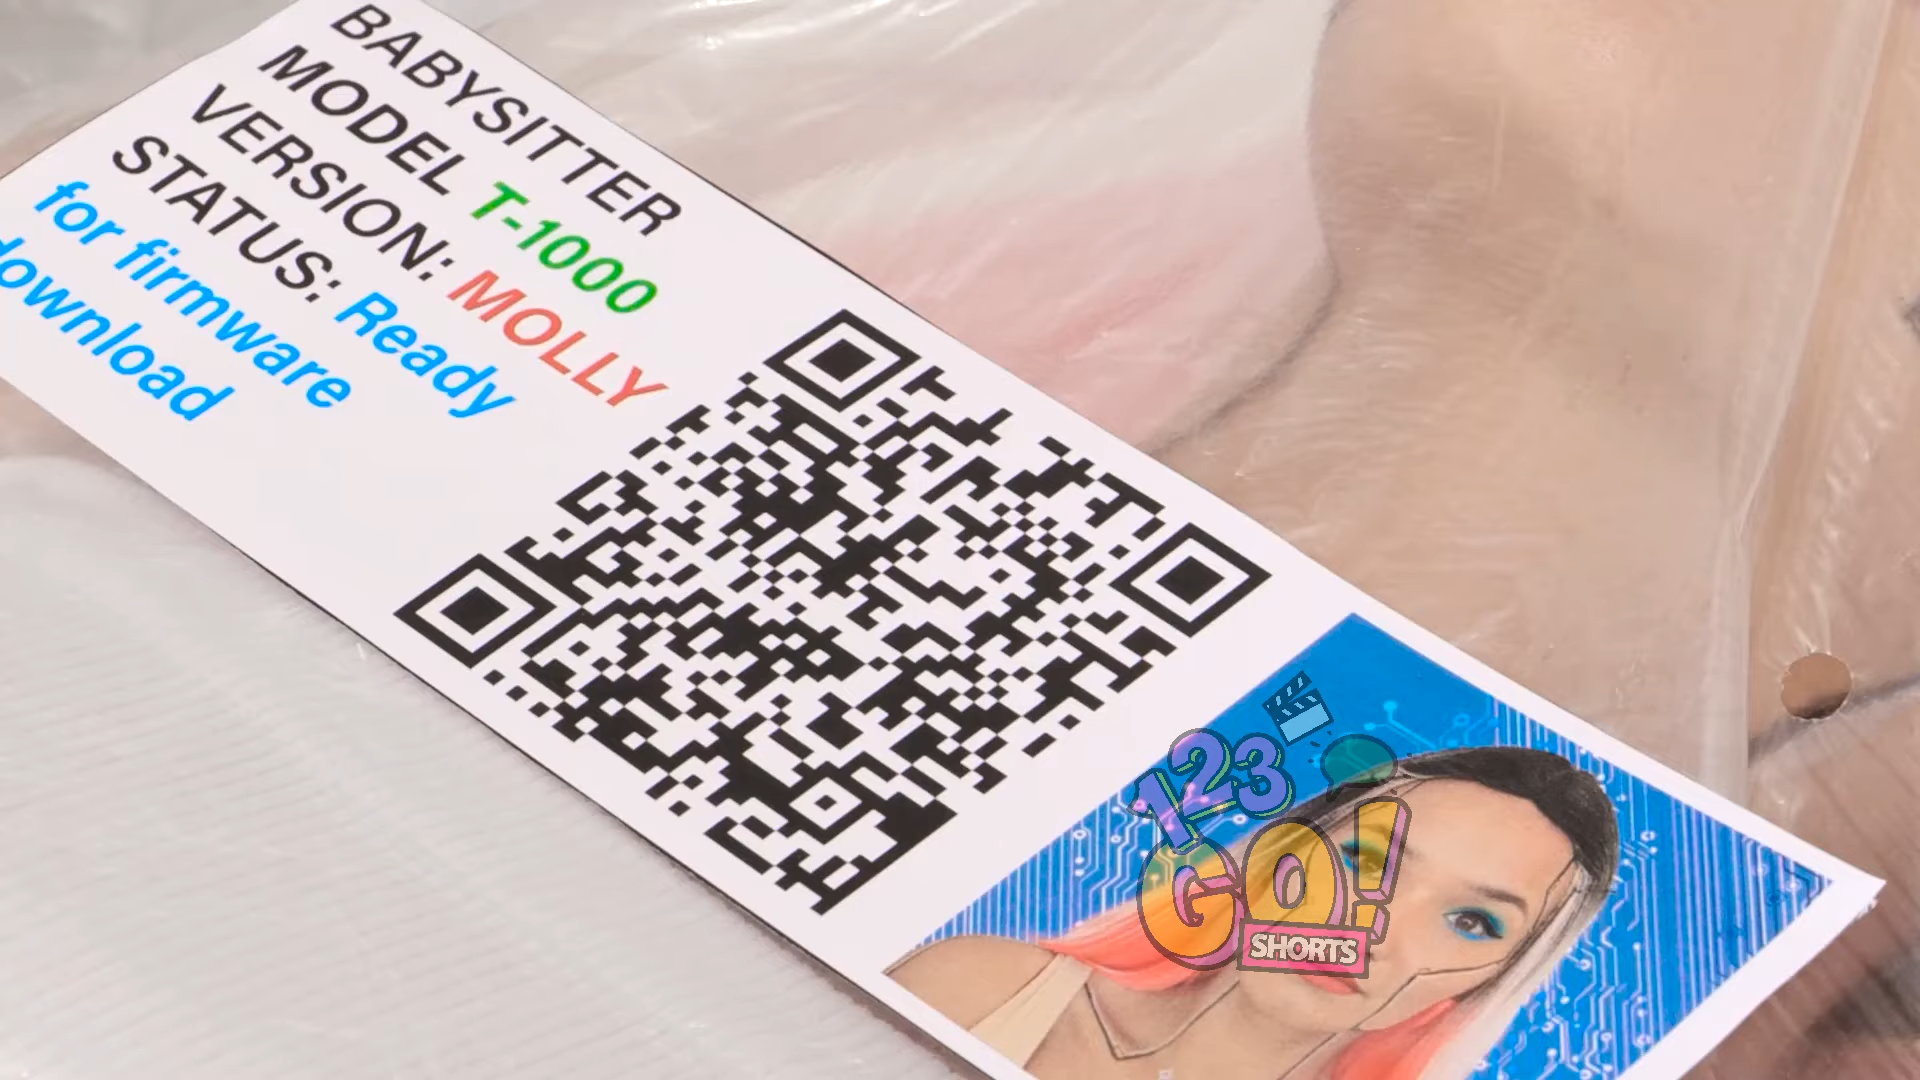 BABYSITTER
MODEL T-1000
VERSION: MOLLY
STATUS: Ready
for firmware
download
123
GO!
SHORTS